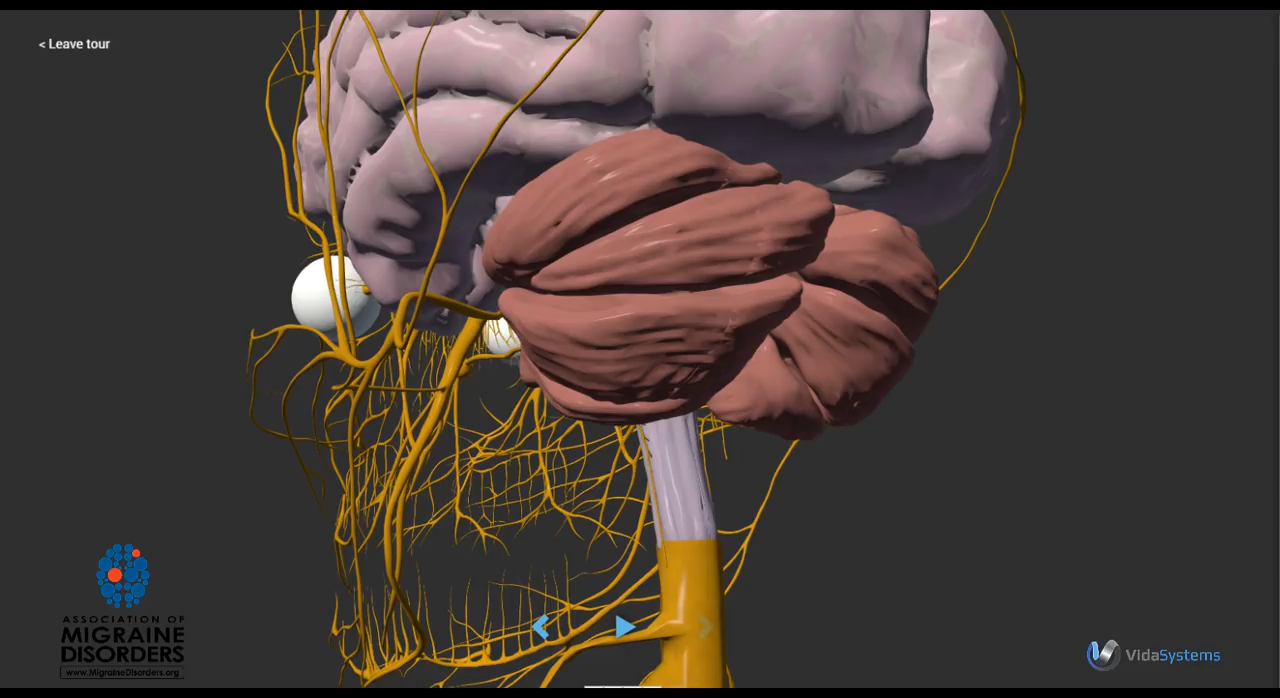 < Leave tour
ASSOCIATION OF
MIGRAINE
DISORDERS
www.MigraineDisorders.org
VidaSystems